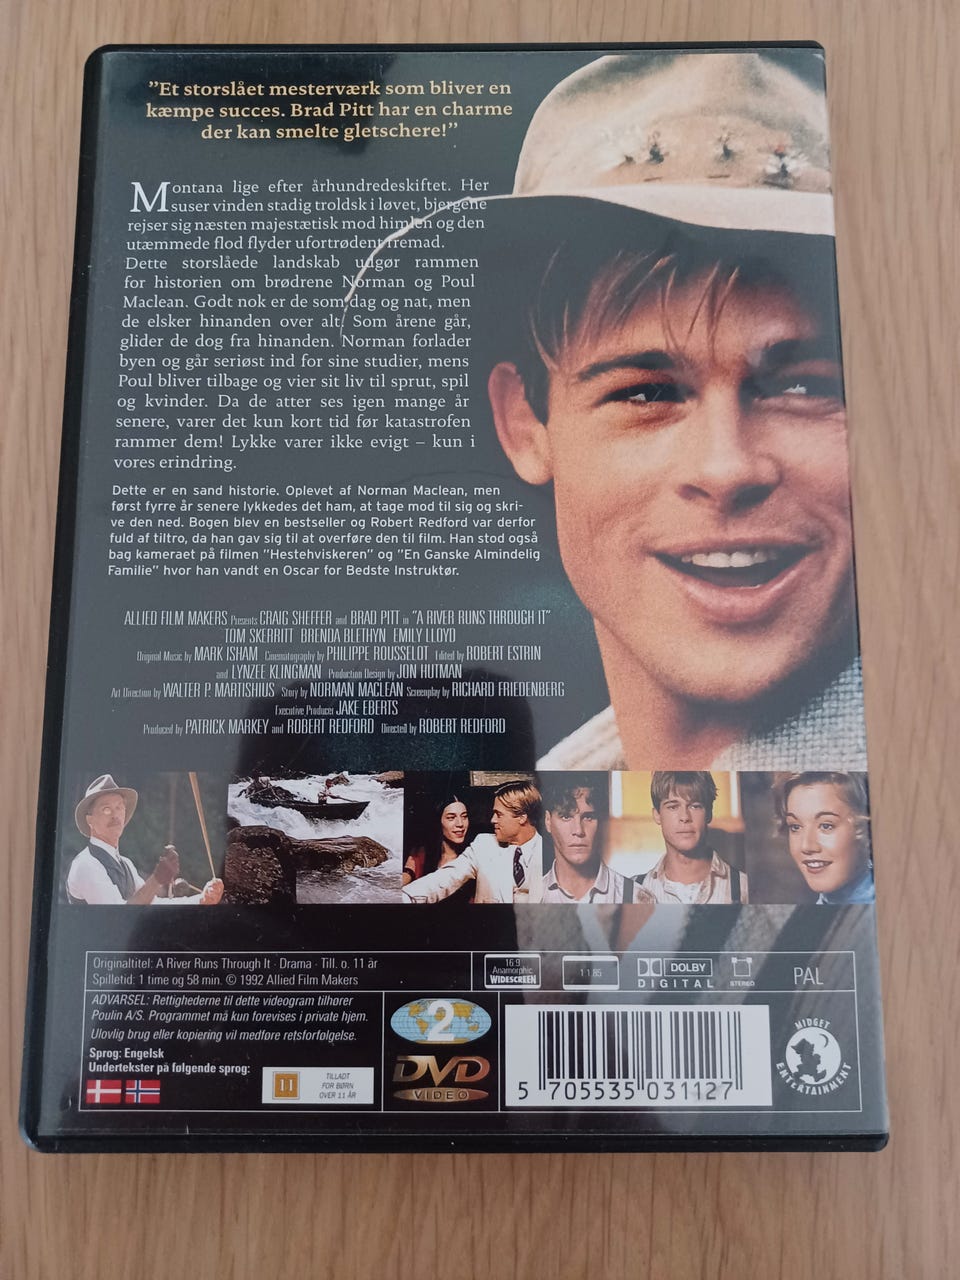 ”Et storslået mesterværk som bliver en
kæmpe succes. Brad Pitt har en charme
der kan smelte gletschere!”
Montana lige efter århundredeskiftet. Her
suser vinden stadig troldsk i løvet, bjergene
rejser sig næsten majestætisk mod himlen og den
utæmmede flod flyder ufortrødent fremad.
Dette storslåede landskab udgør rammen
for historien om brødrene Norman og Poul
Maclean. Godt nok er de som dag og nat, men
de elsker hinanden over alt. Som årene går,
glider de dog fra hinanden. Norman forlader
byen og går seriøst ind for sine studier, mens
Poul bliver tilbage og vier sit liv til sprut, spil
og kvinder. Da de atter ses igen mange år
senere, varer det kun kort tid før katastrofen
rammer dem! Lykke varer ikke evigt – kun i
vores erindring.
Dette er en sand historie. Oplevet af Norman Maclean, men
først fyrre år senere lykkedes det ham, at tage mod til sig og skri-
ve den ned. Bogen blev en bestseller og Robert Redford var derfor
fuld af tiltro, da han gav sig til at overføre den til film. Han stod også
bag kameraet på filmen ”Hestehviskeren” og ”En Ganske Almindelig
Familie” hvor han vandt en Oscar for Bedste Instruktør.
ALLIED FILM MAKERS Presents CRAIG SHEFFER and BRAD PITT in “A RIVER RUNS THROUGH IT”
TOM SKERRITT BRENDA BLETHYN EMILY LLOYD
Original Music by MARK ISHAM Cinematography by PHILIPPE ROUSSELOT Edited by ROBERT ESTRIN
and LYNZEE KLINGMAN Production Design by JON HUTMAN
Art Direction by WALTER P. MARTISHIUS Story by NORMAN MACLEAN Screenplay by RICHARD FRIEDENBERG
Executive Producer JAKE EBERTS
Produced by PATRICK MARKEY and ROBERT REDFORD Directed by ROBERT REDFORD
Originaltitel: A River Runs Through It · Drama · Till. o. 11 år
Spilletid: 1 time og 58 min. © 1992 Allied Film Makers
16:9
Anamorphic
WIDESCREEN
1:1.85
DOLBY
DIGITAL
STEREO
PAL
ADVARSEL: Rettighederne til dette videogram tilhører
Poulin A/S. Programmet må kun forevises i private hjem.
Ulovlig brug eller kopiering vil medføre retsforfølgelse.
Sprog: Engelsk
Undertekster på følgende sprog:
11
TILLADT
FOR BØRN
OVER 11 ÅR
2
DVD
VIDEO
5 705535 031127
MIDGET
ENTERTAINMENT